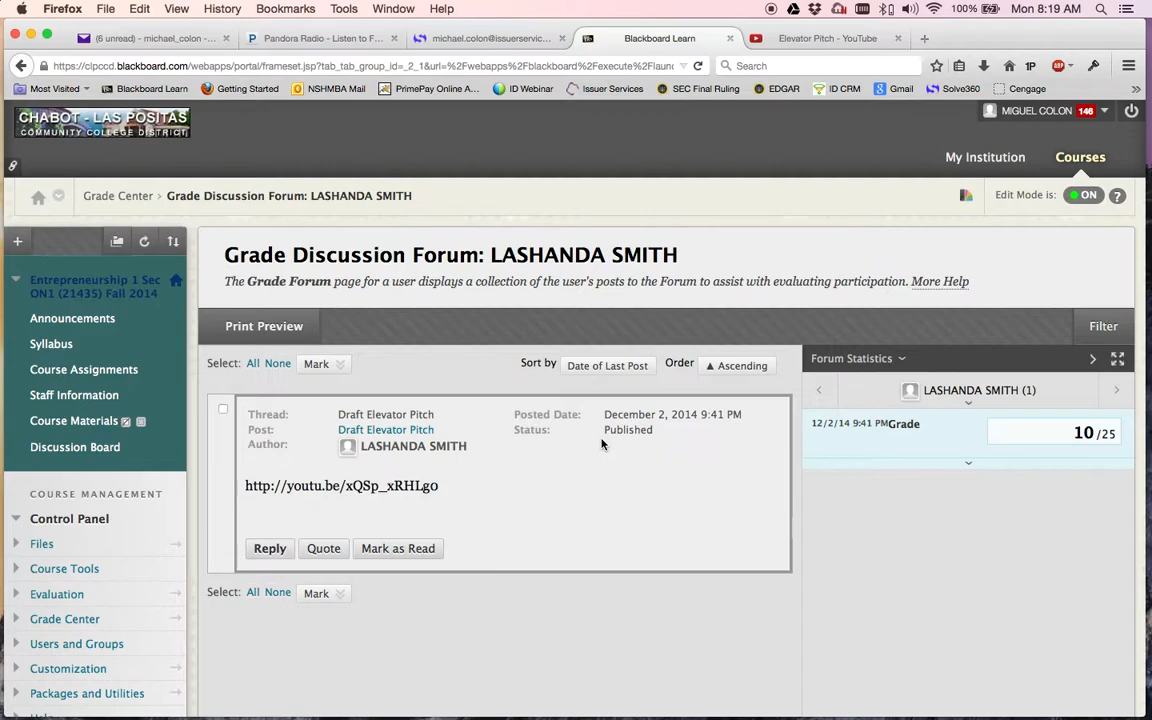 Firefox File Edit View History Bookmarks Tools Window Help 100% Mon 8:19 AM
(6 unread) - michael_colon -... Pandora Radio - Listen to F... michael.colon@issuerservic... Blackboard Learn Elevator Pitch - YouTube
https://clpccd.blackboard.com/webapps/portal/frameset.jsp?tab_tab_group_id=_2_1&url=%2Fwebapps%2Fblackboard%2Fexecute%2Flaun Search 1P ABP
Most Visited Blackboard Learn Getting Started NSHMBA Mail PrimePay Online A... ID Webinar Issuer Services SEC Final Ruling EDGAR ID CRM Gmail Solve360 Cengage
CHABOT - LAS POSITAS
COMMUNITY COLLEGE DISTRICT
MIGUEL COLON 146
My Institution Courses
Grade Center > Grade Discussion Forum: LASHANDA SMITH Edit Mode is: ON ?
Entrepreneurship 1 Sec
ON1 (21435) Fall 2014
Announcements
Syllabus
Course Assignments
Staff Information
Course Materials
Discussion Board
COURSE MANAGEMENT
Control Panel
Files
Course Tools
Evaluation
Grade Center
Users and Groups
Customization
Packages and Utilities
Help
Grade Discussion Forum: LASHANDA SMITH
The Grade Forum page for a user displays a collection of the user's posts to the Forum to assist with evaluating participation. More Help
Print Preview Filter
Select: All None Mark Sort by Date of Last Post Order Ascending
Thread: Draft Elevator Pitch Posted Date: December 2, 2014 9:41 PM
Post: Draft Elevator Pitch Status: Published
Author: LASHANDA SMITH
http://youtu.be/xQSp_xRHLg0
Reply Quote Mark as Read
Select: All None Mark
Forum Statistics
LASHANDA SMITH (1)
12/2/14 9:41 PM Grade 10 /25